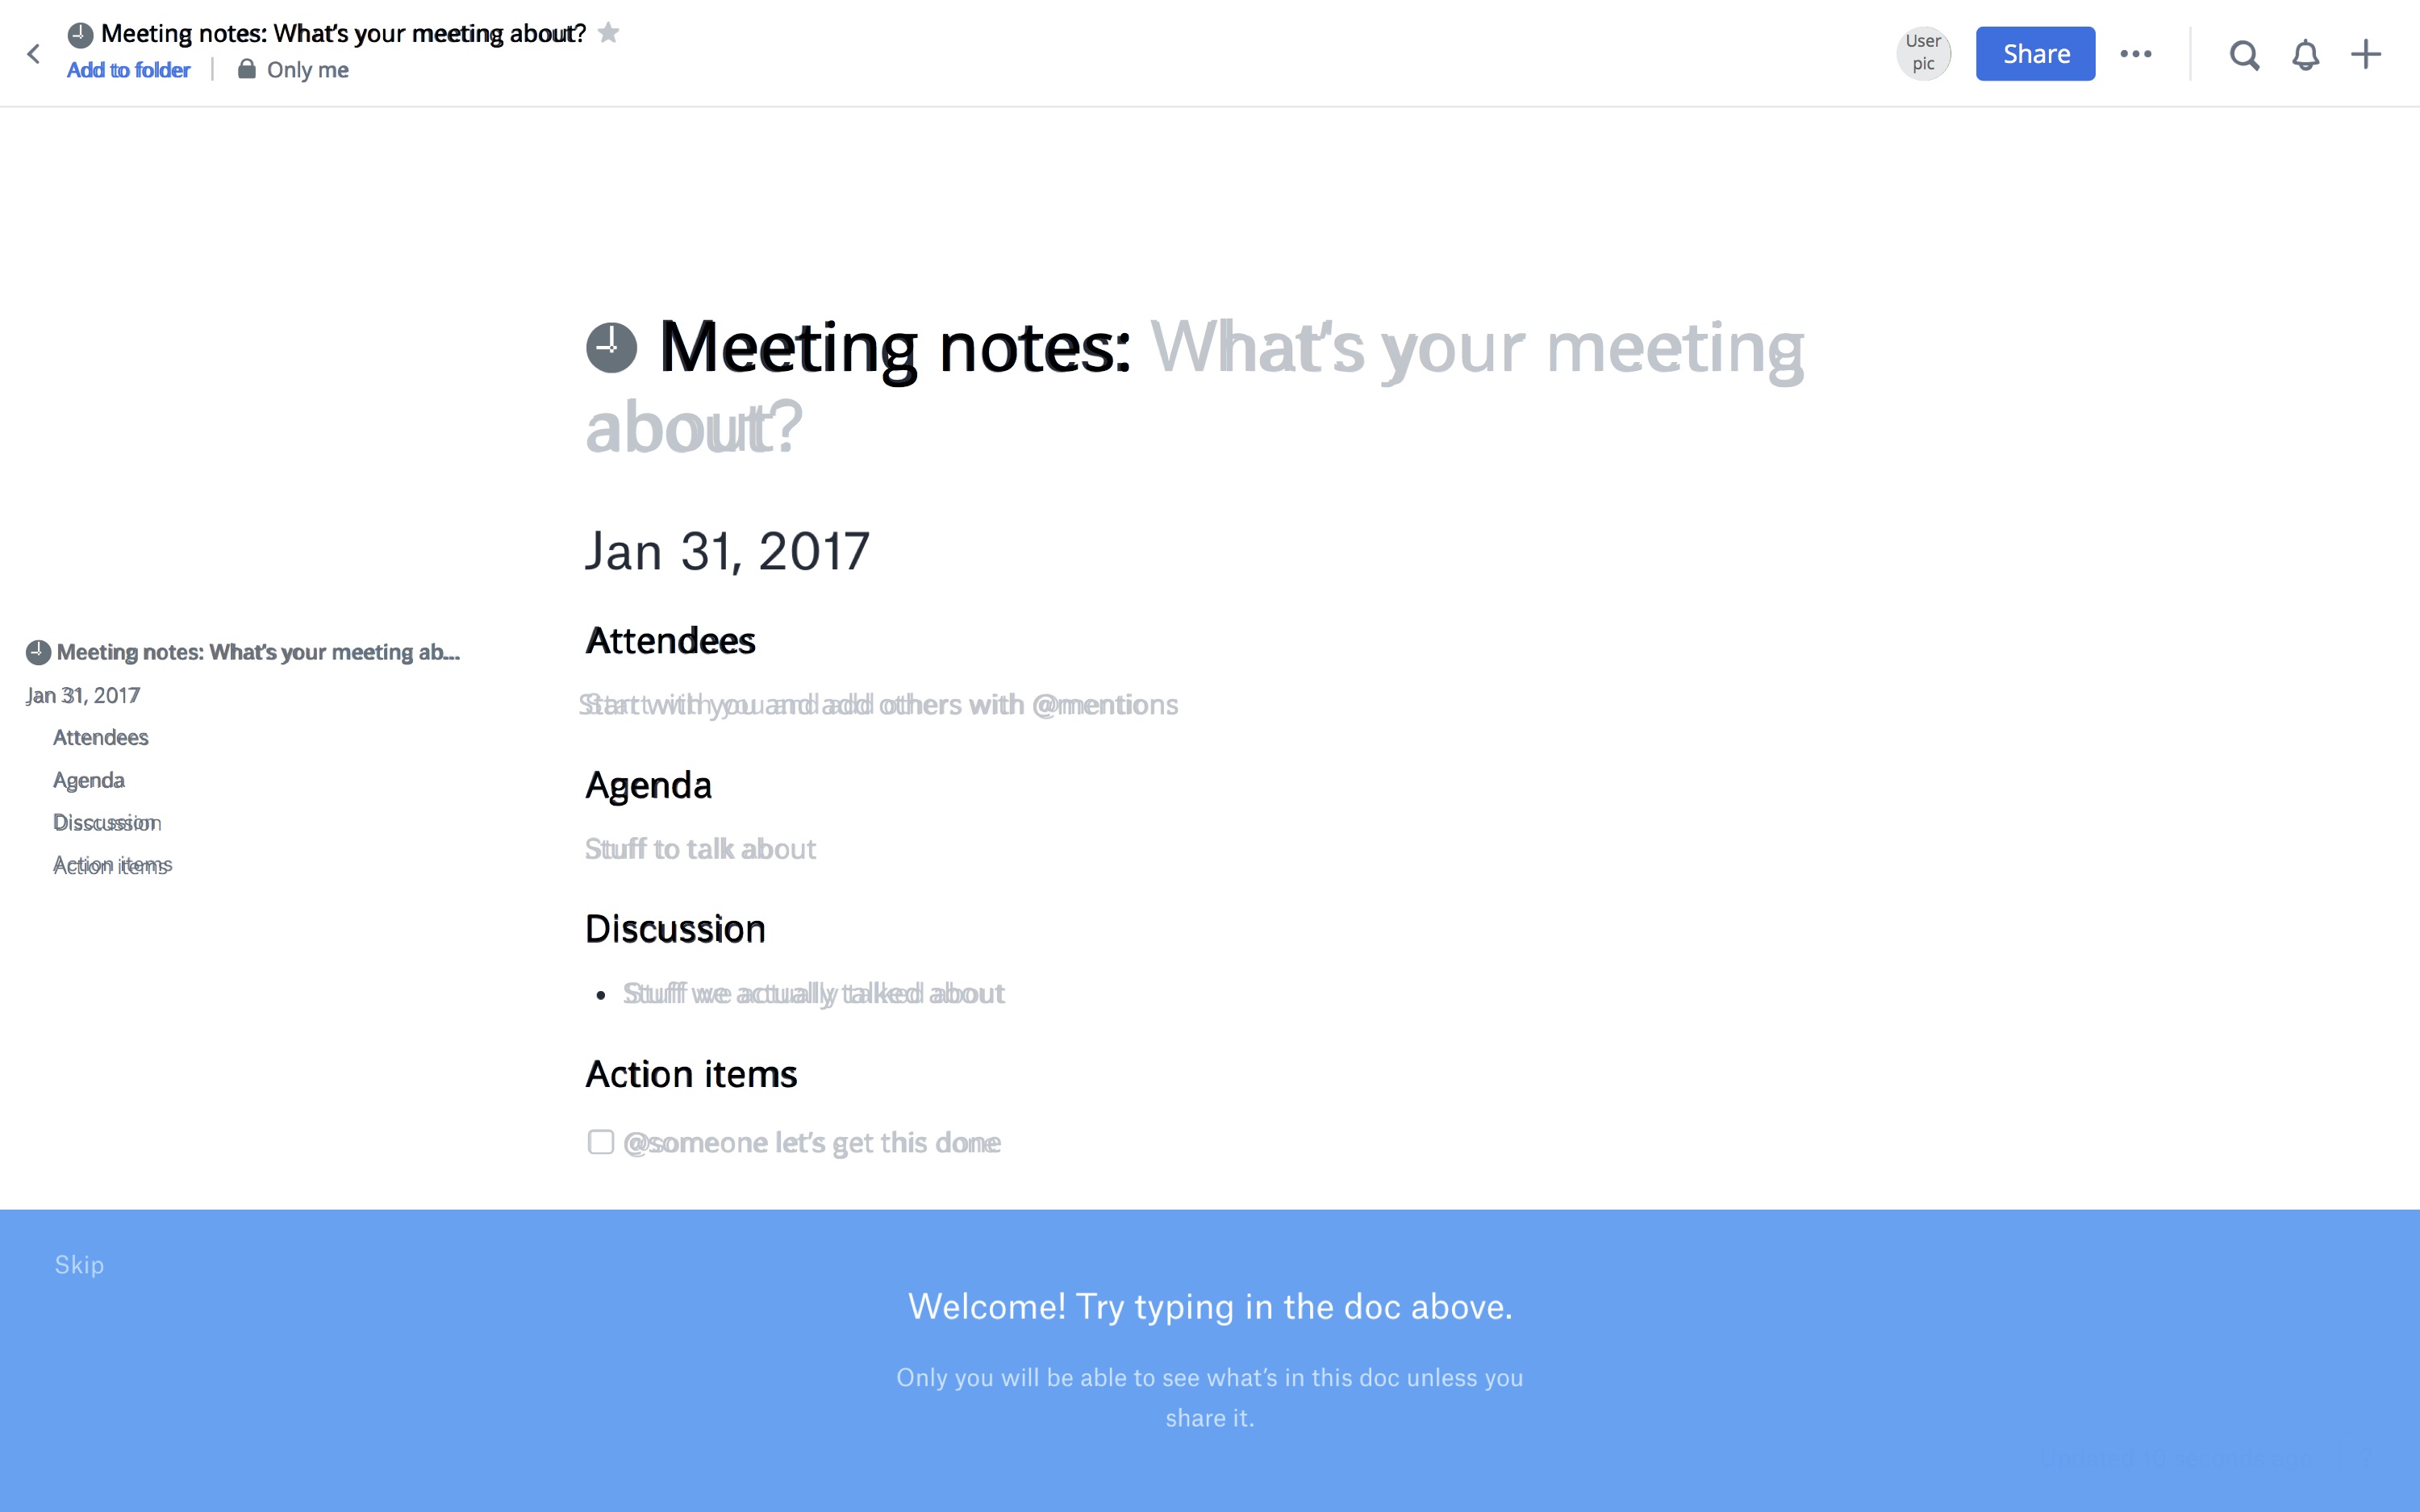 Meeting notes: What's your meeting about?
Add to folder
Only me
User
pic
Share
Meeting notes: What's your meeting
about?
Jan 31, 2017
Attendees
Start with you and add others with @mentions
Agenda
Stuff to talk about
Discussion
Stuff we actually talked about
Action items
@someone let's get this done
Meeting notes: What's your meeting ab...
Jan 31, 2017
Attendees
Agenda
Discussion
Action items
Skip
Welcome! Try typing in the doc above.
Only you will be able to see what's in this doc unless you
share it.